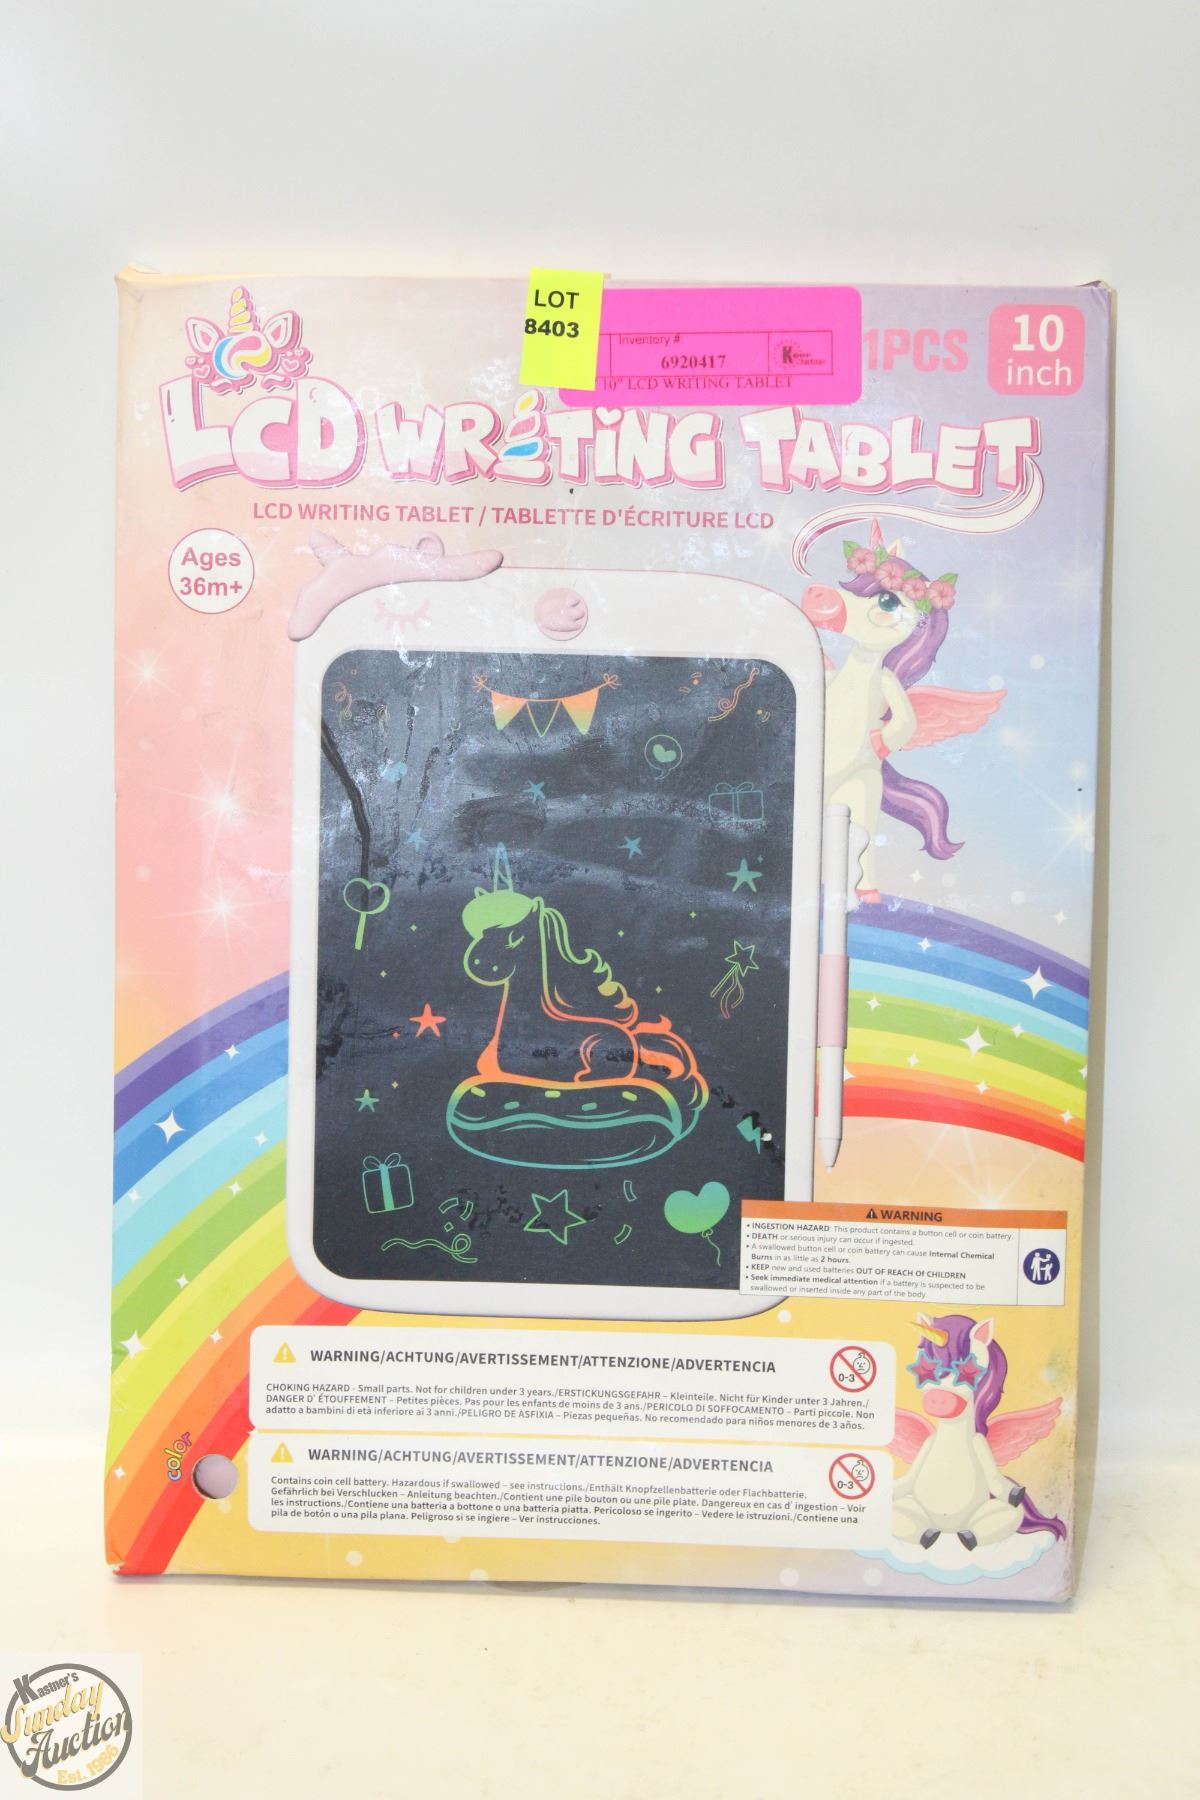 LOT
8403
Inventory #:
6920417
Kastner Auctions
10" LCD WRITING TABLET
1PCS
10
inch
LCD WRITING TABLET
LCD WRITING TABLET / TABLETTE D'ÉCRITURE LCD
Ages
36m+
⚠ WARNING
• INGESTION HAZARD This product contains a button cell or coin battery.
• DEATH or serious injury can occur if ingested.
• A swallowed button cell or coin battery can cause Internal Chemical
Burns in as little as 2 hours.
• KEEP new and used batteries OUT OF REACH OF CHILDREN
• Seek immediate medical attention if a battery is suspected to be
swallowed or inserted inside any part of the body.
WARNING/ACHTUNG/AVERTISSEMENT/ATTENZIONE/ADVERTENCIA
0-3
CHOKING HAZARD - Small parts. Not for children under 3 years./ERSTICKUNGSGEFAHR – Kleinteile. Nicht für Kinder unter 3 Jahren./
DANGER D' ÉTOUFFEMENT – Petites pièces. Pas pour les enfants de moins de 3 ans./PERICOLO DI SOFFOCAMENTO – Parti piccole. Non
adatto a bambini di età inferiore ai 3 anni./PELIGRO DE ASFIXIA – Piezas pequeñas. No recomendado para niños menores de 3 años.
WARNING/ACHTUNG/AVERTISSEMENT/ATTENZIONE/ADVERTENCIA
0-3
Contains coin cell battery. Hazardous if swallowed – see instructions./Enthält Knopfzellenbatterie oder Flachbatterie.
Gefährlich bei Verschlucken – Anleitung beachten./Contient une pile bouton ou une pile plate. Dangereux en cas d' ingestion – Voir
les instructions./Contiene una batteria a bottone o una batteria piatta. Pericoloso se ingerito – Vedere le istruzioni./Contiene una
pila de botón o una pila plana. Peligroso si se ingiere – Ver instrucciones.
color
Kastner's
Sunday
Auction
Est. 1986